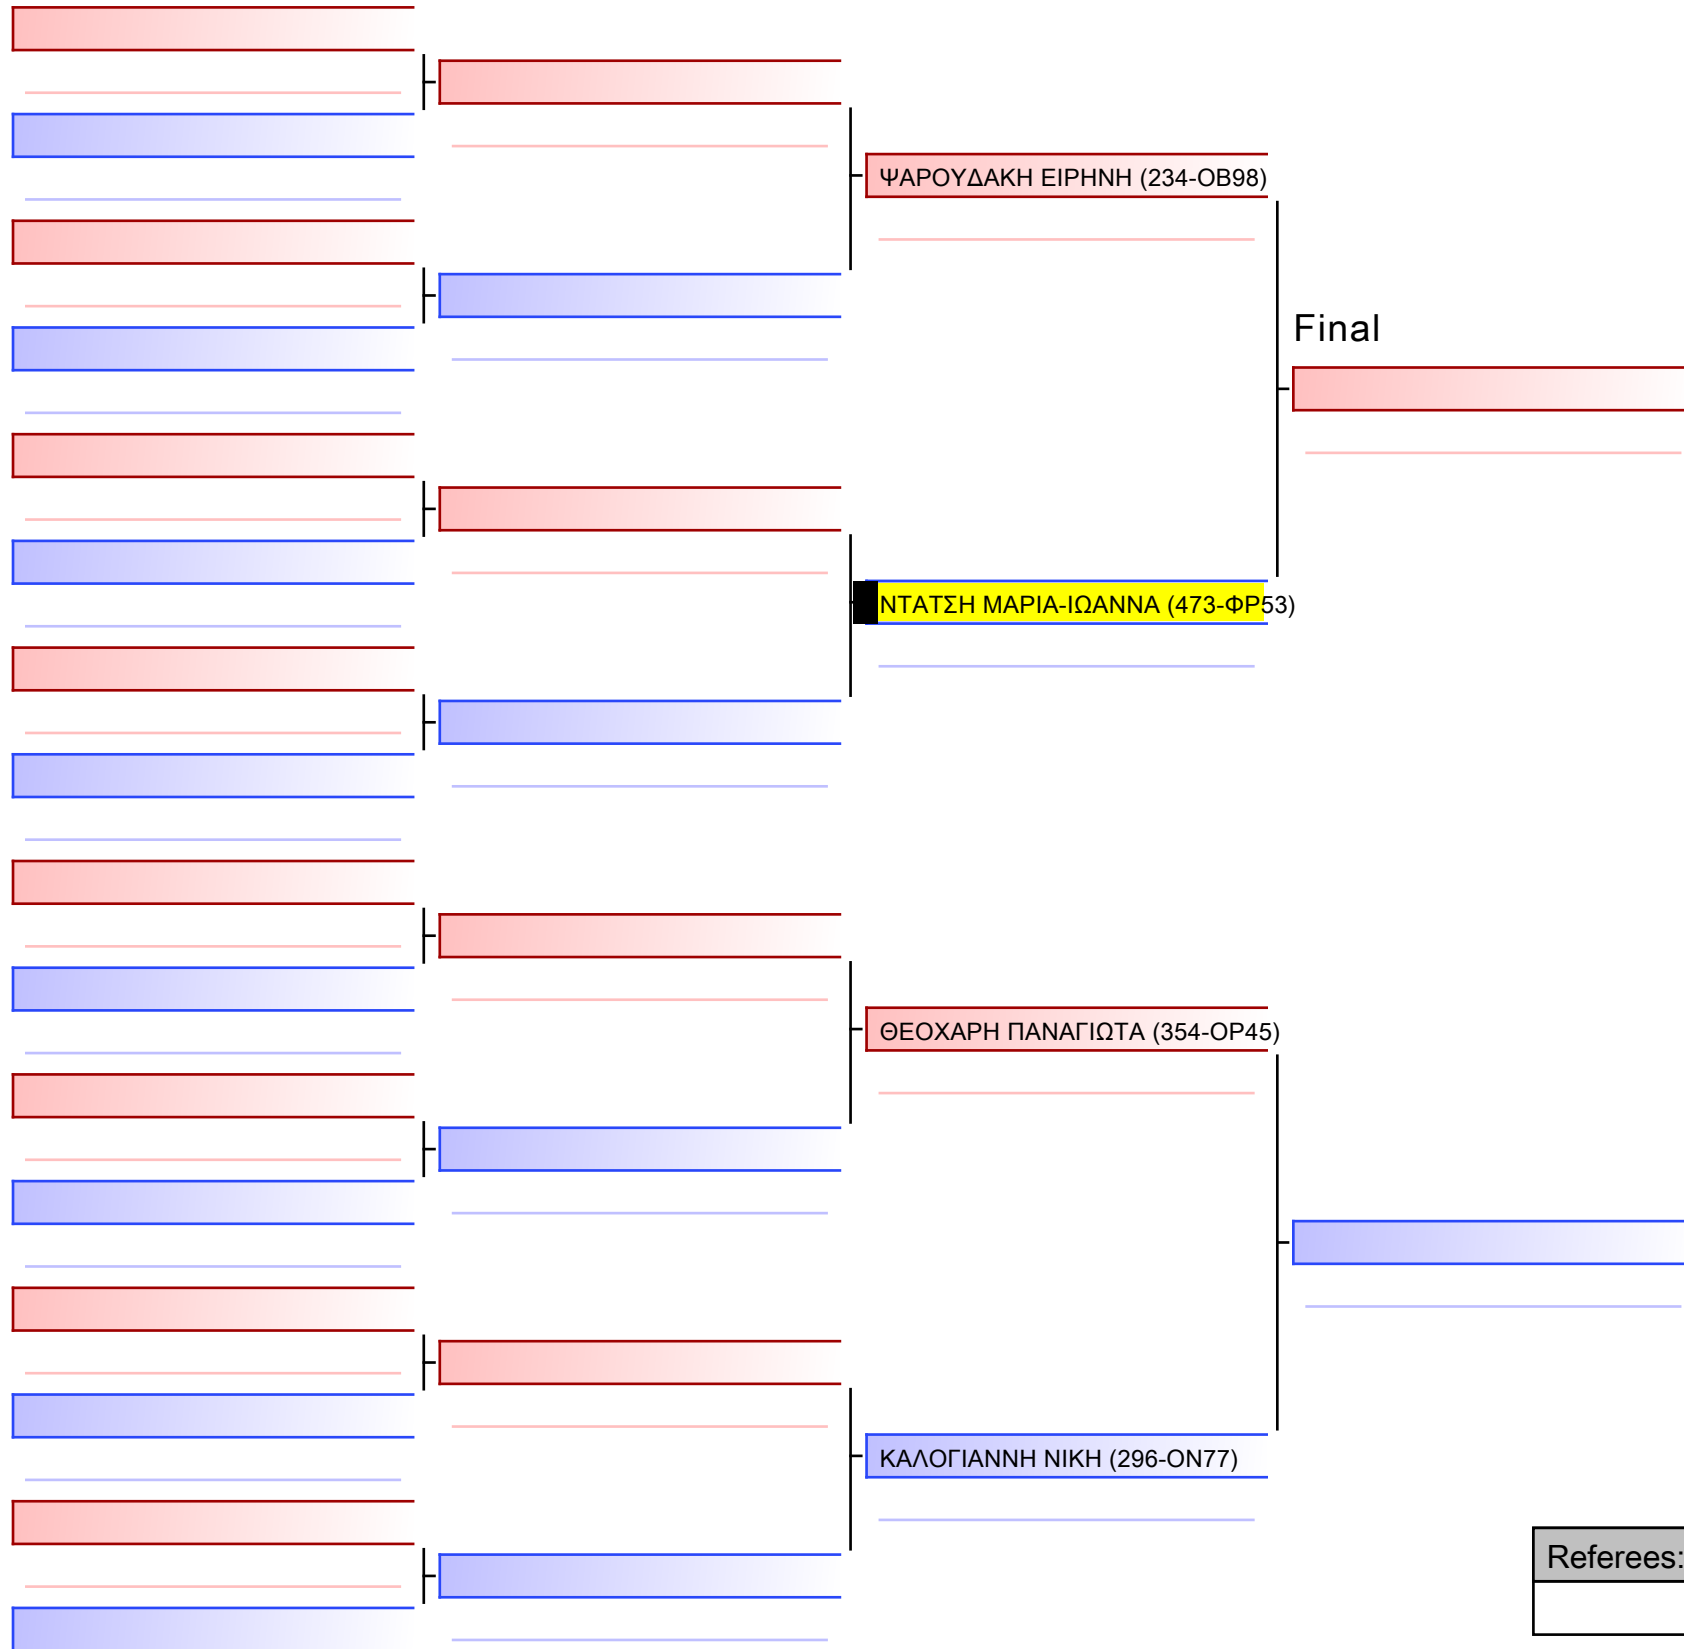 ΨΑΡΟΥΔΑΚΗ ΕΙΡΗΝΗ (234-ΟΒ98)
Final
ΝΤΑΤΣΗ ΜΑΡΙΑ-ΙΩΑΝΝΑ (473-ΦΡ53)
ΘΕΟΧΑΡΗ ΠΑΝΑΓΙΩΤΑ (354-ΟΡ45)
ΚΑΛΟΓΙΑΝΝΗ ΝΙΚΗ (296-ΟΝ77)
Referees: